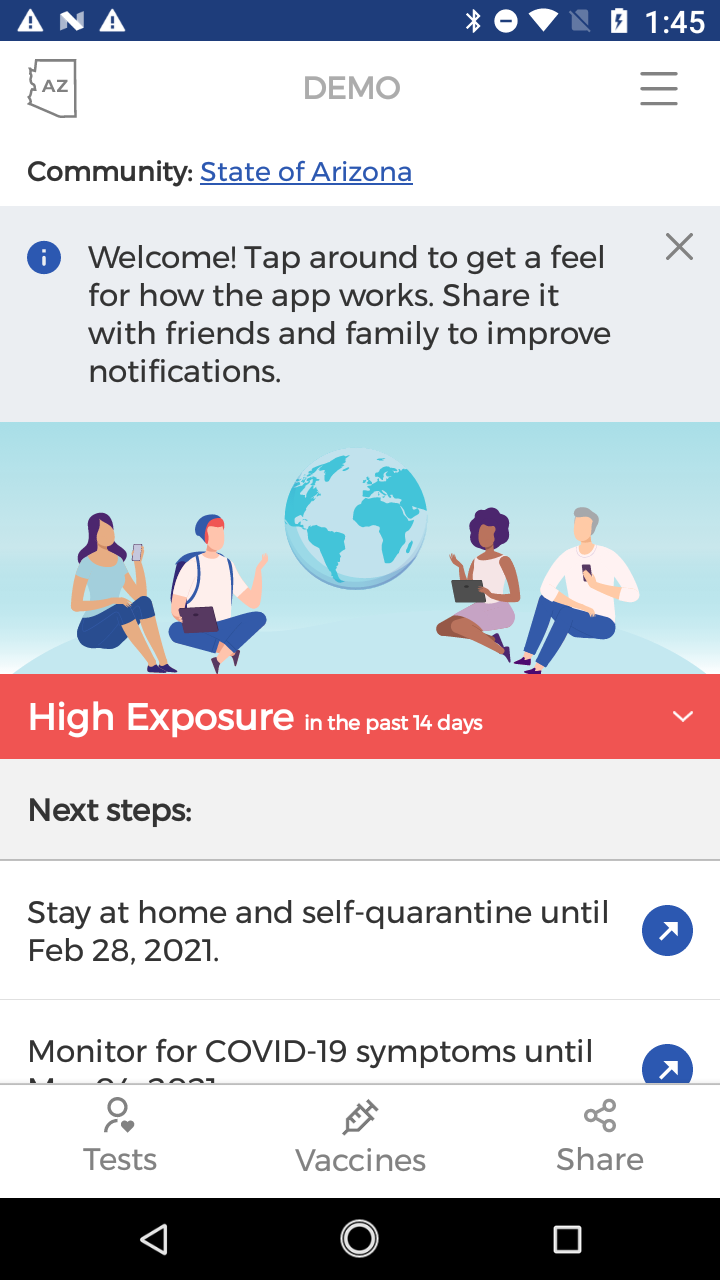 1:45
AZ
DEMO
Community: State of Arizona
Welcome! Tap around to get a feel
for how the app works. Share it
with friends and family to improve
notifications.
High Exposure in the past 14 days
Next steps:
Stay at home and self-quarantine until
Feb 28, 2021.
Monitor for COVID-19 symptoms until
Tests
Vaccines
Share